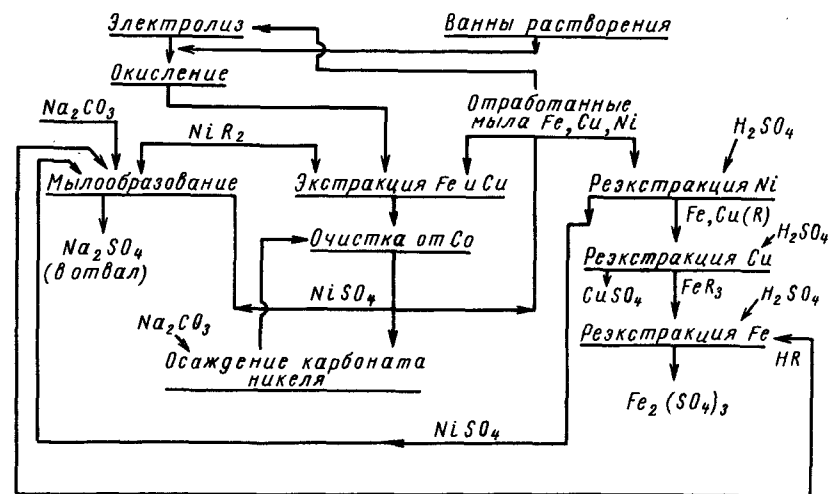 Электролиз
Ванны растворения
Окисление
Na₂CO₃
NiR₂
Отработанные
мыла Fe, Cu, Ni
H₂SO₄
Мылообразование
Экстракция Fe и Cu
Реэкстракция Ni
Fe, Cu(R)
Na₂SO₄
(в отвал)
Очистка от Co
H₂SO₄
Реэкстракция Cu
CuSO₄
FeR₃
NiSO₄
H₂SO₄
Na₂CO₃
Реэкстракция Fe
HR
Осаждение карбоната
никеля
Fe₂(SO₄)₃
NiSO₄